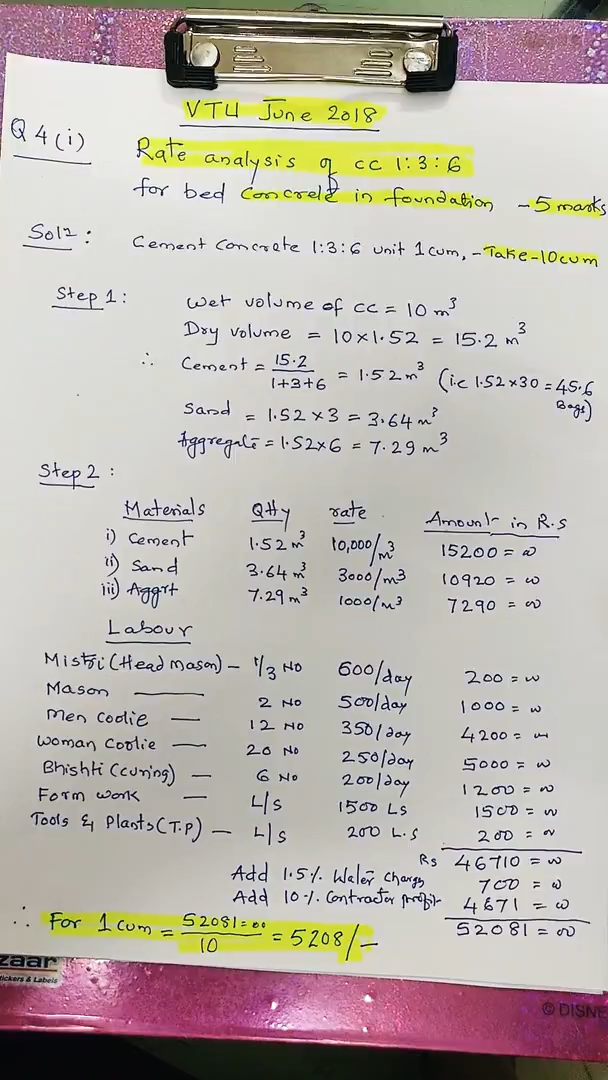 VTU June 2018
Q4(i) Rate analysis of cc 1:3:6
for bed concrete in foundation - 5 marks
Soln: Cement concrete 1:3:6 unit 1cum, - Take-10cum
Step 1: Wet volume of cc = 10 m³
Dry volume = 10×1.52 = 15.2 m³
∴ Cement = 15.2/1+3+6 = 1.52 m³ (i.e 1.52×30 = 45.6 Bags)
Sand = 1.52 × 3 = 3.64 m³
Aggregate = 1.52×6 = 7.29 m³
Step 2:
Materials Qtty rate Amount in R.S
i) Cement 1.52 m³ 10,000/m³ 15200 = 00
ii) Sand 3.64 m³ 3000/m³ 10920 = 00
iii) Aggrt 7.29 m³ 1000/m³ 7290 = 00
Labour
Mistri (Head mason) - 1/3 No 600/day 200 = 00
Mason — 2 No 500/day 1000 = 00
Men coolie — 12 No 350/day 4200 = 00
Woman coolie — 20 No 250/day 5000 = 00
Bhishti (curing) — 6 No 200/day 1200 = 00
Form work — L/S 1500 LS 1500 = 00
Tools & Plants (T.P) — L/S 200 L.S 200 = 00
Rs 46710 = 00
Add 1.5% Water charges 700 = 00
Add 10% Contractor profit 4671 = 00
52081 = 00
∴ For 1 cum = 52081=00/10 = 5208/-
zaar
tickers & Labels
© DISNE